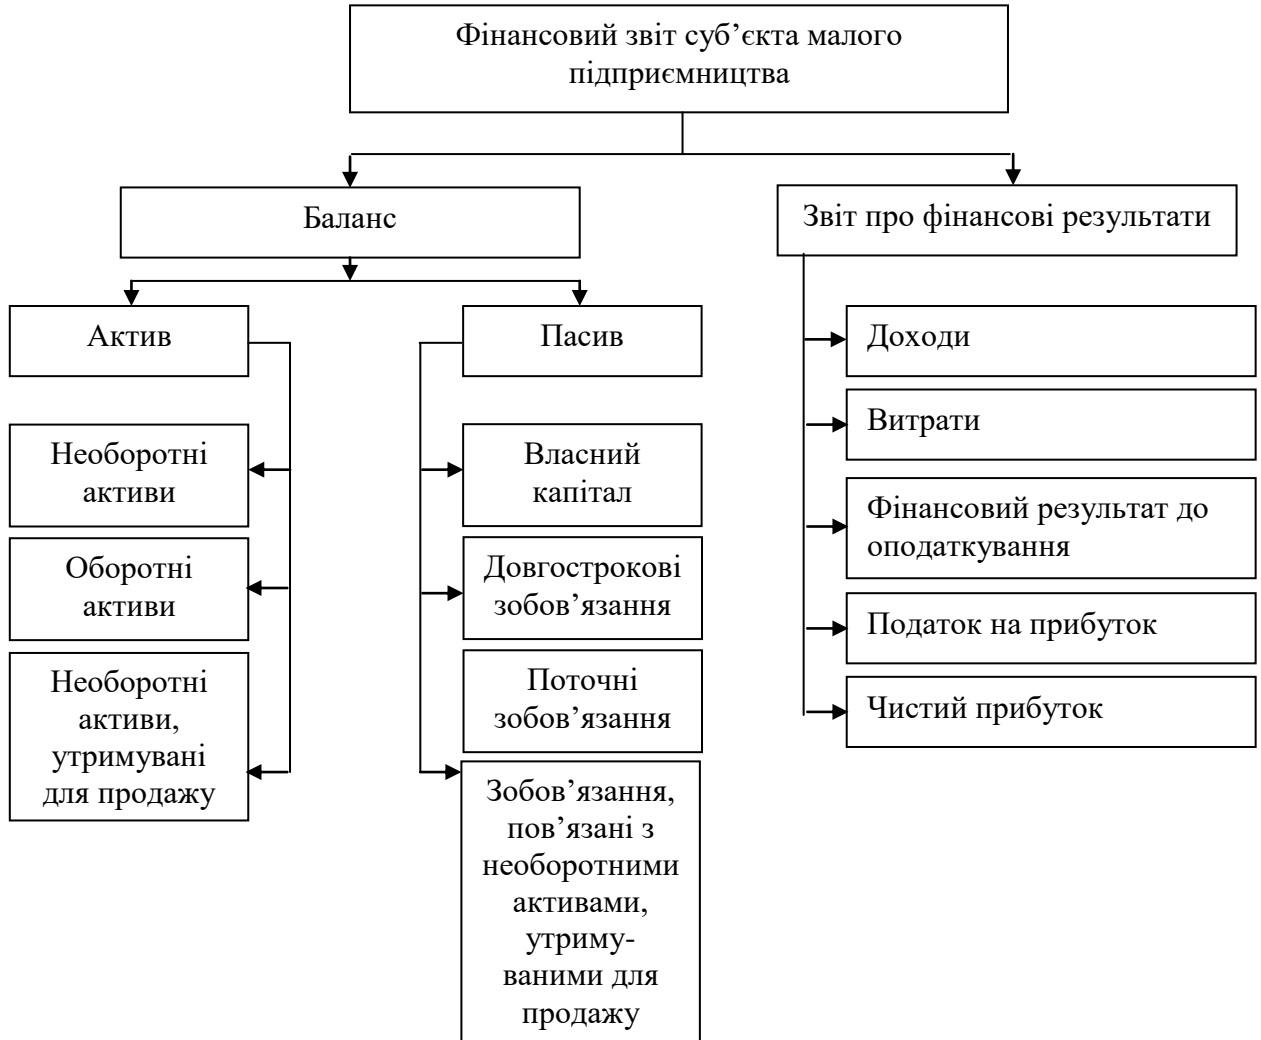 Фінансовий звіт суб’єкта малого
підприємництва
Баланс
Звіт про фінансові результати
Актив
Пасив
Необоротні
активи
Оборотні
активи
Необоротні
активи,
утримувані
для продажу
Власний
капітал
Довгострокові
зобов’язання
Поточні
зобов’язання
Зобов’язання,
пов’язані з
необоротними
активами,
утриму-
ваними для
продажу
Доходи
Витрати
Фінансовий результат до
оподаткування
Податок на прибуток
Чистий прибуток